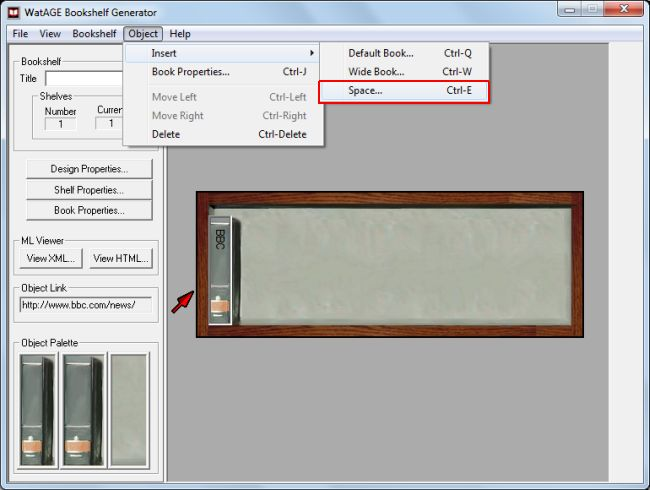 WatAGE Bookshelf Generator
File View Bookshelf Object Help
Insert
Default Book... Ctrl-Q
Book Properties... Ctrl-J
Wide Book... Ctrl-W
Space... Ctrl-E
Move Left Ctrl-Left
Move Right Ctrl-Right
Delete Ctrl-Delete
Bookshelf
Title
Shelves
Number Curren
1 1
Design Properties...
Shelf Properties...
Book Properties...
ML Viewer
View XML... View HTML...
Object Link
http://www.bbc.com/news/
Object Palette
BBC